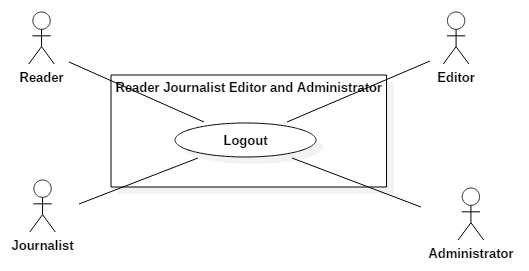 Reader
Editor
Reader Journalist Editor and Administrator
Logout
Journalist
Administrator